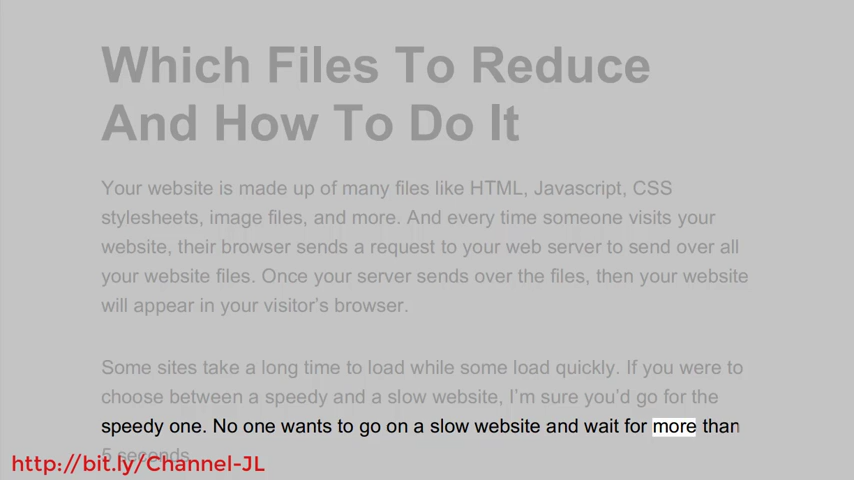 Which Files To Reduce
And How To Do It
Your website is made up of many files like HTML, Javascript, CSS
stylesheets, image files, and more. And every time someone visits your
website, their browser sends a request to your web server to send over all
your website files. Once your server sends over the files, then your website
will appear in your visitor’s browser.
Some sites take a long time to load while some load quickly. If you were to
choose between a speedy and a slow website, I’m sure you’d go for the
speedy one. No one wants to go on a slow website and wait for more than
5 seconds.
http://bit.ly/Channel-JL